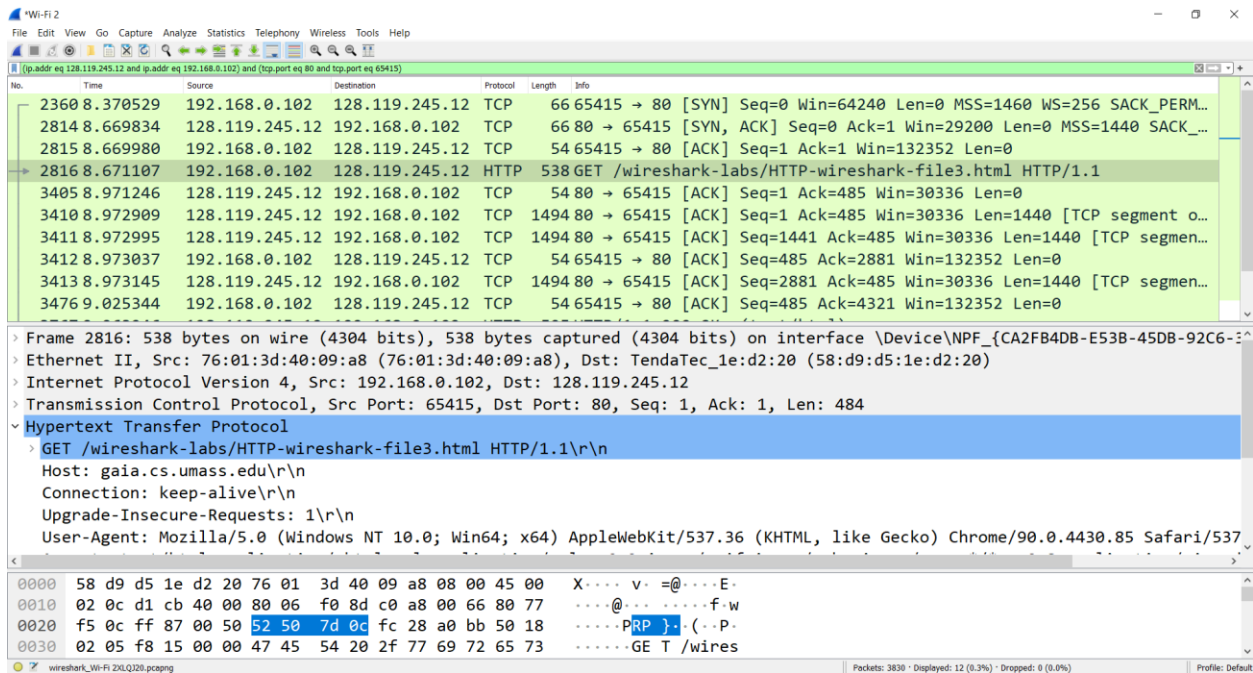 *Wi-Fi 2
File Edit View Go Capture Analyze Statistics Telephony Wireless Tools Help
(ip.addr eq 128.119.245.12 and ip.addr eq 192.168.0.102) and (tcp.port eq 80 and tcp.port eq 65415)
No. Time Source Destination Protocol Length Info
2360 8.370529 192.168.0.102 128.119.245.12 TCP 66 65415 → 80 [SYN] Seq=0 Win=64240 Len=0 MSS=1460 WS=256 SACK_PERM…
2814 8.669834 128.119.245.12 192.168.0.102 TCP 66 80 → 65415 [SYN, ACK] Seq=0 Ack=1 Win=29200 Len=0 MSS=1440 SACK_…
2815 8.669980 192.168.0.102 128.119.245.12 TCP 54 65415 → 80 [ACK] Seq=1 Ack=1 Win=132352 Len=0
2816 8.671107 192.168.0.102 128.119.245.12 HTTP 538 GET /wireshark-labs/HTTP-wireshark-file3.html HTTP/1.1
3405 8.971246 128.119.245.12 192.168.0.102 TCP 54 80 → 65415 [ACK] Seq=1 Ack=485 Win=30336 Len=0
3410 8.972909 128.119.245.12 192.168.0.102 TCP 1494 80 → 65415 [ACK] Seq=1 Ack=485 Win=30336 Len=1440 [TCP segment o…
3411 8.972995 128.119.245.12 192.168.0.102 TCP 1494 80 → 65415 [ACK] Seq=1441 Ack=485 Win=30336 Len=1440 [TCP segmen…
3412 8.973037 192.168.0.102 128.119.245.12 TCP 54 65415 → 80 [ACK] Seq=485 Ack=2881 Win=132352 Len=0
3413 8.973145 128.119.245.12 192.168.0.102 TCP 1494 80 → 65415 [ACK] Seq=2881 Ack=485 Win=30336 Len=1440 [TCP segmen…
3476 9.025344 192.168.0.102 128.119.245.12 TCP 54 65415 → 80 [ACK] Seq=485 Ack=4321 Win=132352 Len=0
Frame 2816: 538 bytes on wire (4304 bits), 538 bytes captured (4304 bits) on interface \Device\NPF_{CA2FB4DB-E53B-45DB-92C6-3
Ethernet II, Src: 76:01:3d:40:09:a8 (76:01:3d:40:09:a8), Dst: TendaTec_1e:d2:20 (58:d9:d5:1e:d2:20)
Internet Protocol Version 4, Src: 192.168.0.102, Dst: 128.119.245.12
Transmission Control Protocol, Src Port: 65415, Dst Port: 80, Seq: 1, Ack: 1, Len: 484
Hypertext Transfer Protocol
GET /wireshark-labs/HTTP-wireshark-file3.html HTTP/1.1\r\n
Host: gaia.cs.umass.edu\r\n
Connection: keep-alive\r\n
Upgrade-Insecure-Requests: 1\r\n
User-Agent: Mozilla/5.0 (Windows NT 10.0; Win64; x64) AppleWebKit/537.36 (KHTML, like Gecko) Chrome/90.0.4430.85 Safari/537
0000 58 d9 d5 1e d2 20 76 01 3d 40 09 a8 08 00 45 00 X···· v· =@····E·
0010 02 0c d1 cb 40 00 80 06 f0 8d c0 a8 00 66 80 77 ····@··· ·····f·w
0020 f5 0c ff 87 00 50 52 50 7d 0c fc 28 a0 bb 50 18 ·····PRP }··(··P·
0030 02 05 f8 15 00 00 47 45 54 20 2f 77 69 72 65 73 ······GE T /wires
wireshark_Wi-Fi 2XLQJ20.pcapng Packets: 3830 · Displayed: 12 (0.3%) · Dropped: 0 (0.0%) Profile: Default